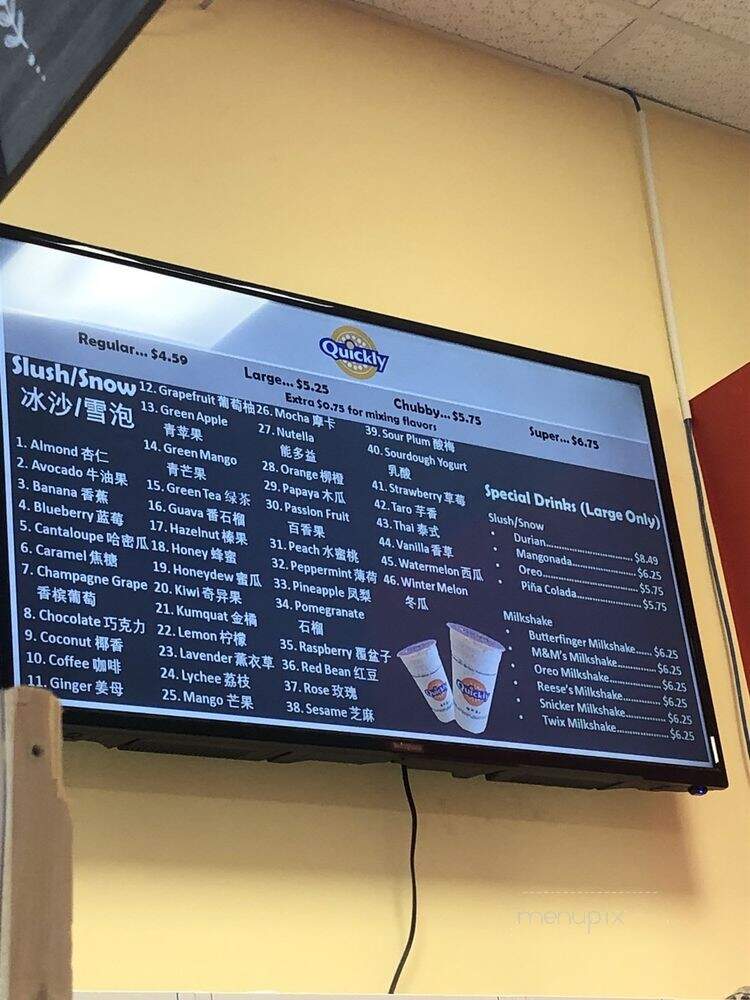 Quickly
Regular... $4.59
Large... $5.25
Chubby... $5.75
Super... $6.75
Extra $0.75 for mixing flavors
Slush/Snow
冰沙/雪泡
1. Almond 杏仁
2. Avocado 牛油果
3. Banana 香蕉
4. Blueberry 蓝莓
5. Cantaloupe 哈密瓜
6. Caramel 焦糖
7. Champagne Grape
香槟葡萄
8. Chocolate 巧克力
9. Coconut 椰香
10. Coffee 咖啡
11. Ginger 姜母
12. Grapefruit 葡萄柚
13. Green Apple
青苹果
14. Green Mango
青芒果
15. Green Tea 绿茶
16. Guava 番石榴
17. Hazelnut 榛果
18. Honey 蜂蜜
19. Honeydew 蜜瓜
20. Kiwi 奇异果
21. Kumquat 金橘
22. Lemon 柠檬
23. Lavender 薰衣草
24. Lychee 荔枝
25. Mango 芒果
26. Mocha 摩卡
27. Nutella
能多益
28. Orange 柳橙
29. Papaya 木瓜
30. Passion Fruit
百香果
31. Peach 水蜜桃
32. Peppermint 薄荷
33. Pineapple 凤梨
34. Pomegranate
石榴
35. Raspberry 覆盆子
36. Red Bean 红豆
37. Rose 玫瑰
38. Sesame 芝麻
39. Sour Plum 酸梅
40. Sourdough Yogurt
乳酸
41. Strawberry 草莓
42. Taro 芋香
43. Thai 泰式
44. Vanilla 香草
45. Watermelon 西瓜
46. Winter Melon
冬瓜
Special Drinks (Large Only)
Slush/Snow
• Durian................................ $8.49
• Mangonada........................ $6.25
• Oreo................................... $5.75
• Piña Colada........................ $5.75
Milkshake
• Butterfinger Milkshake...... $6.25
• M&M's Milkshake............... $6.25
• Oreo Milkshake.................. $6.25
• Reese's Milkshake.............. $6.25
• Snicker Milkshake.............. $6.25
• Twix Milkshake................... $6.25
Quickly
Quickly
menupix